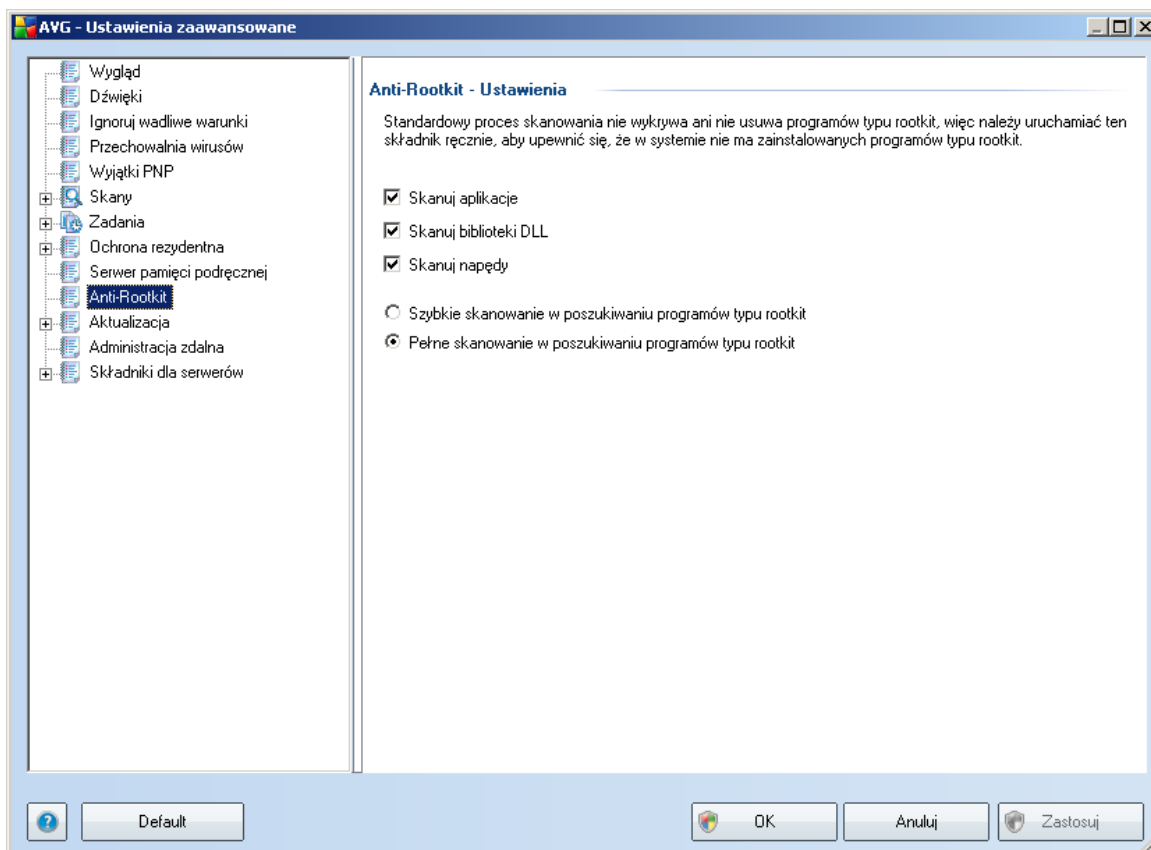 AVG - Ustawienia zaawansowane
Wygląd
Dźwięki
Ignoruj wadliwe warunki
Przechowalnia wirusów
Wyjątki PNP
Skany
Zadania
Ochrona rezydentna
Serwer pamięci podręcznej
Anti-Rootkit
Aktualizacja
Administracja zdalna
Składniki dla serwerów
Anti-Rootkit - Ustawienia
Standardowy proces skanowania nie wykrywa ani nie usuwa programów typu rootkit, więc należy uruchamiać ten
składnik ręcznie, aby upewnić się, że w systemie nie ma zainstalowanych programów typu rootkit.
Skanuj aplikacje
Skanuj biblioteki DLL
Skanuj napędy
Szybkie skanowanie w poszukiwaniu programów typu rootkit
Pełne skanowanie w poszukiwaniu programów typu rootkit
Default
OK
Anuluj
Zastosuj